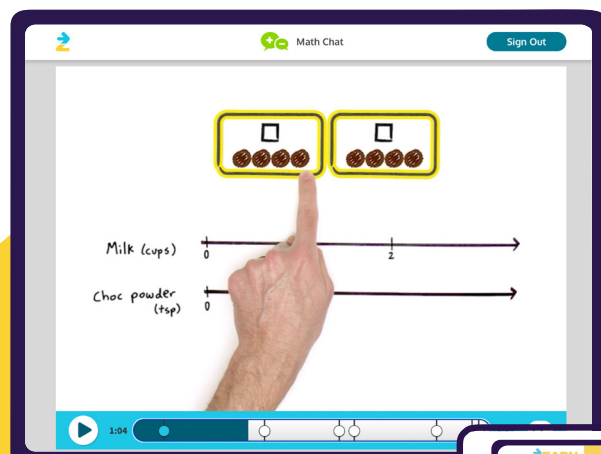 Math Chat
Sign Out
Milk (cups)
0
2
Choc powder
(tsp)
0
1:04